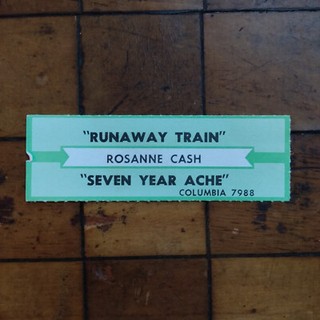 "RUNAWAY TRAIN"
ROSANNE CASH
"SEVEN YEAR ACHE"
COLUMBIA 7988